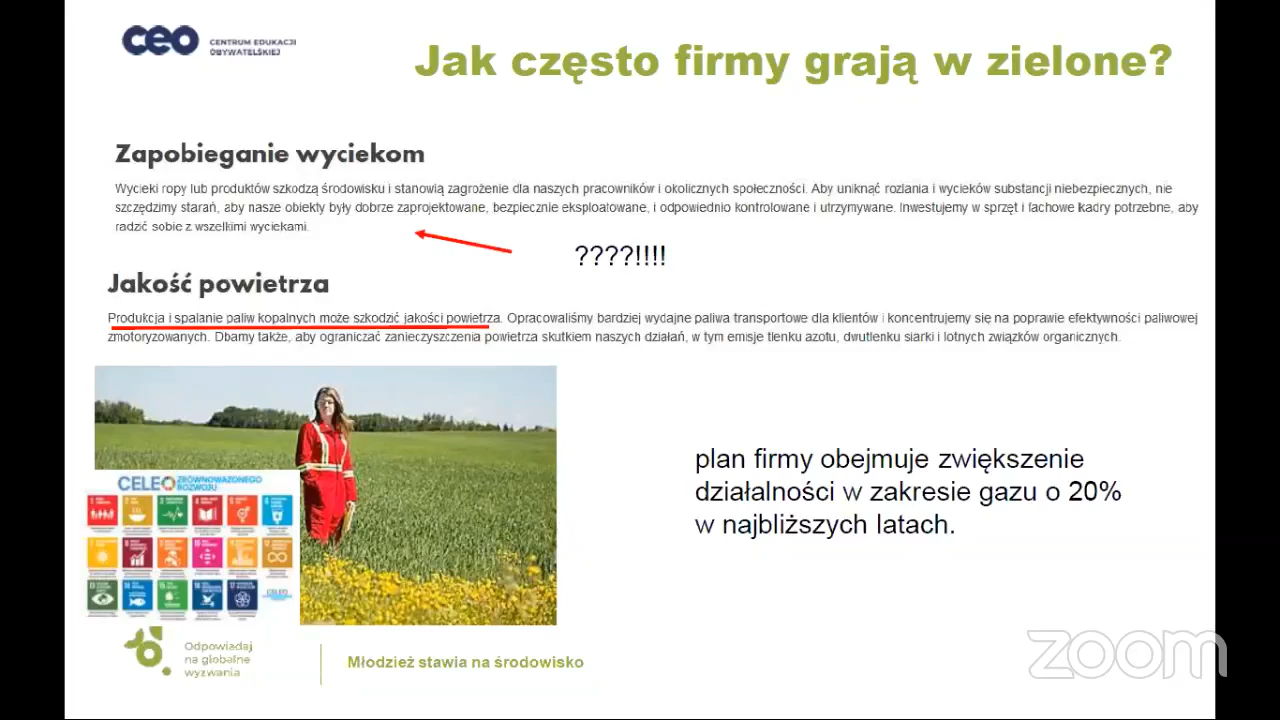 ceo CENTRUM EDUKACJI
OBYWATELSKIEJ
Jak często firmy grają w zielone?
Zapobieganie wyciekom
Wycieki ropy lub produktów szkodzą środowisku i stanowią zagrożenie dla naszych pracowników i okolicznych społeczności. Aby uniknąć rozlania i wycieków substancji niebezpiecznych, nie
szczędzimy starań, aby nasze obiekty były dobrze zaprojektowane, bezpiecznie eksploatowane, i odpowiednio kontrolowane i utrzymywane. Inwestujemy w sprzęt i fachowe kadry potrzebne, aby
radzić sobie z wszelkimi wyciekami.
????!!!!
Jakość powietrza
Produkcja i spalanie paliw kopalnych może szkodzić jakości powietrza. Opracowaliśmy bardziej wydajne paliwa transportowe dla klientów i koncentrujemy się na poprawie efektywności paliwowej
zmotoryzowanych. Dbamy także, aby ograniczać zanieczyszczenia powietrza skutkiem naszych działań, w tym emisje tlenku azotu, dwutlenku siarki i lotnych związków organicznych.
plan firmy obejmuje zwiększenie
działalności w zakresie gazu o 20%
w najbliższych latach.
CELE ZRÓWNOWAŻONEGO
ROZWOJU
Odpowiadaj
na globalne
wyzwania
Młodzież stawia na środowisko
zoom